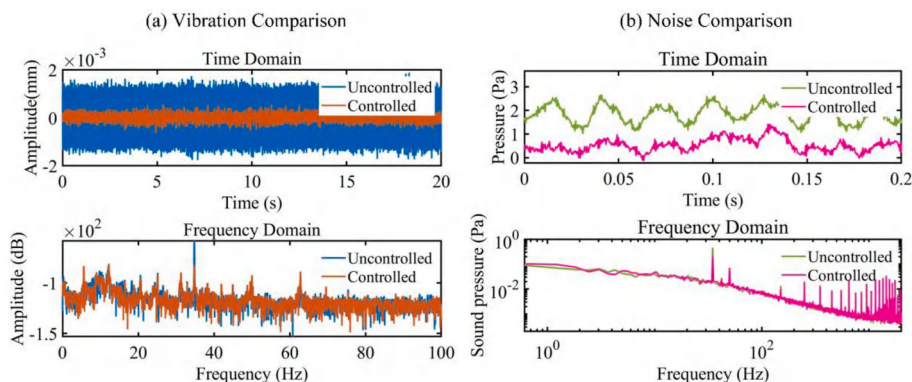 (a) Vibration Comparison
(b) Noise Comparison
×10⁻³
Time Domain
Amplitude(mm)
2
0
-2
Uncontrolled
Controlled
0
5
10
15
20
Time (s)
Time Domain
Pressure (Pa)
3
2
1
0
Uncontrolled
Controlled
0
0.05
0.1
0.15
0.2
Time (s)
×10²
Frequency Domain
Amplitude (dB)
-1
-1.5
Uncontrolled
Controlled
0
20
40
60
80
100
Frequency (Hz)
Frequency Domain
Sound pressure (Pa)
10⁰
10⁻²
Uncontrolled
Controlled
10⁰
10²
Frequency (Hz)